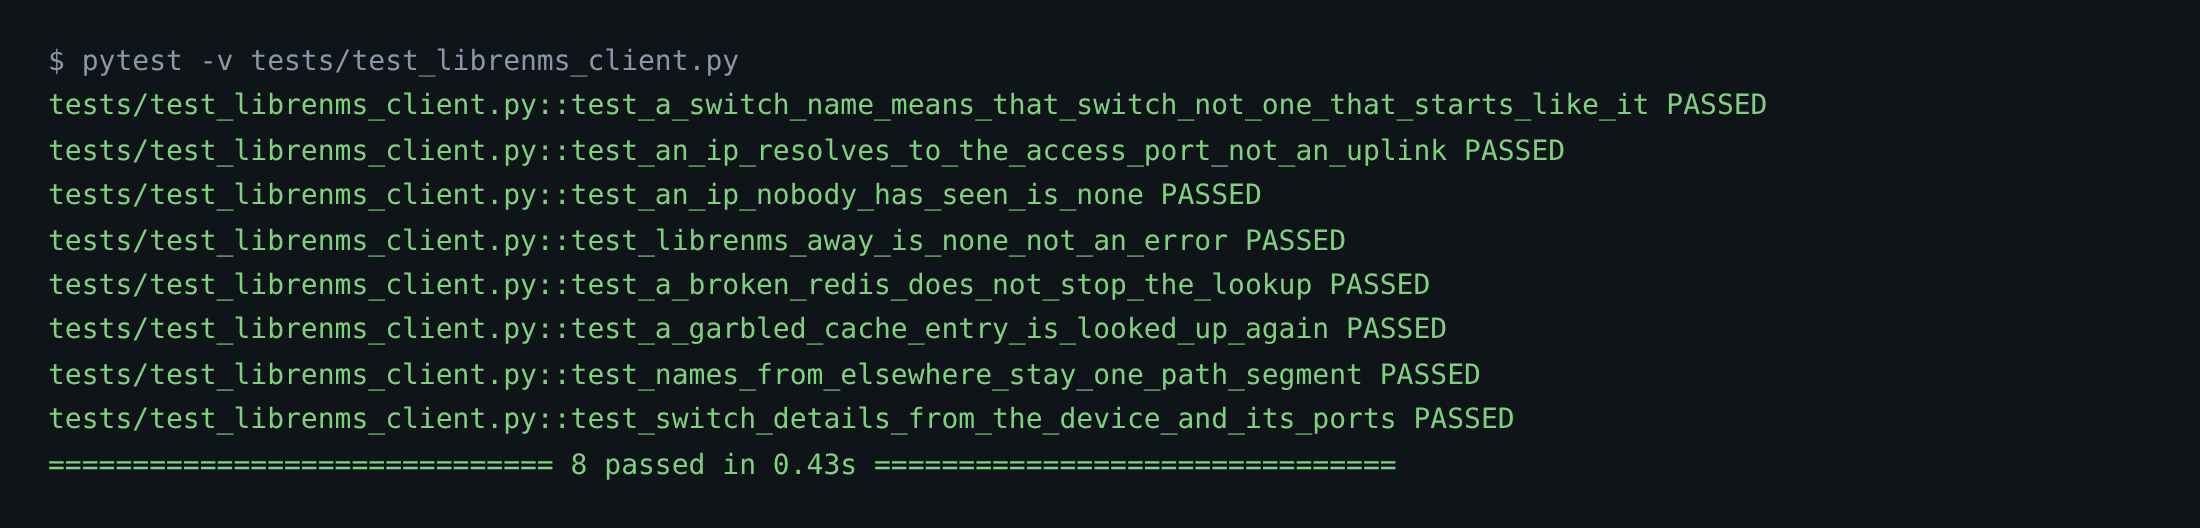 $ pytest -v tests/test_librenms_client.py
tests/test_librenms_client.py::test_a_switch_name_means_that_switch_not_one_that_starts_like_it PASSED
tests/test_librenms_client.py::test_an_ip_resolves_to_the_access_port_not_an_uplink PASSED
tests/test_librenms_client.py::test_an_ip_nobody_has_seen_is_none PASSED
tests/test_librenms_client.py::test_librenms_away_is_none_not_an_error PASSED
tests/test_librenms_client.py::test_a_broken_redis_does_not_stop_the_lookup PASSED
tests/test_librenms_client.py::test_a_garbled_cache_entry_is_looked_up_again PASSED
tests/test_librenms_client.py::test_names_from_elsewhere_stay_one_path_segment PASSED
tests/test_librenms_client.py::test_switch_details_from_the_device_and_its_ports PASSED
============================== 8 passed in 0.43s ===============================